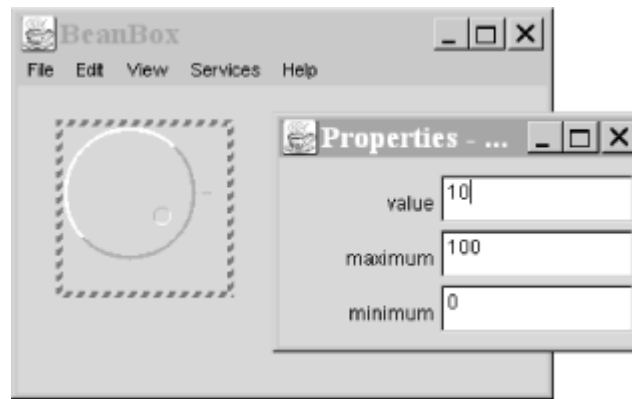 BeanBox
File Edit View Services Help
Properties - ...
value 10
maximum 100
minimum 0